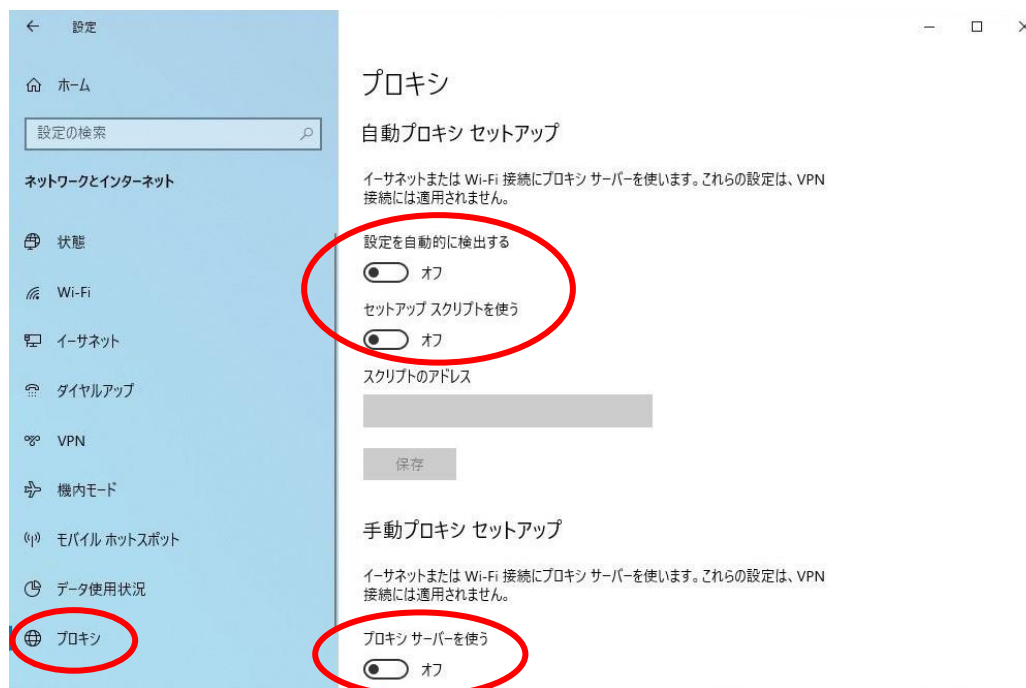 設定
ホーム
設定の検索
ネットワークとインターネット
状態
Wi-Fi
イーサネット
ダイヤルアップ
VPN
機内モード
モバイル ホットスポット
データ使用状況
プロキシ
プロキシ
自動プロキシ セットアップ
イーサネットまたは Wi-Fi 接続にプロキシ サーバーを使います。これらの設定は、VPN
接続には適用されません。
設定を自動的に検出する
オフ
セットアップ スクリプトを使う
オフ
スクリプトのアドレス
保存
手動プロキシ セットアップ
イーサネットまたは Wi-Fi 接続にプロキシ サーバーを使います。これらの設定は、VPN
接続には適用されません。
プロキシ サーバーを使う
オフ